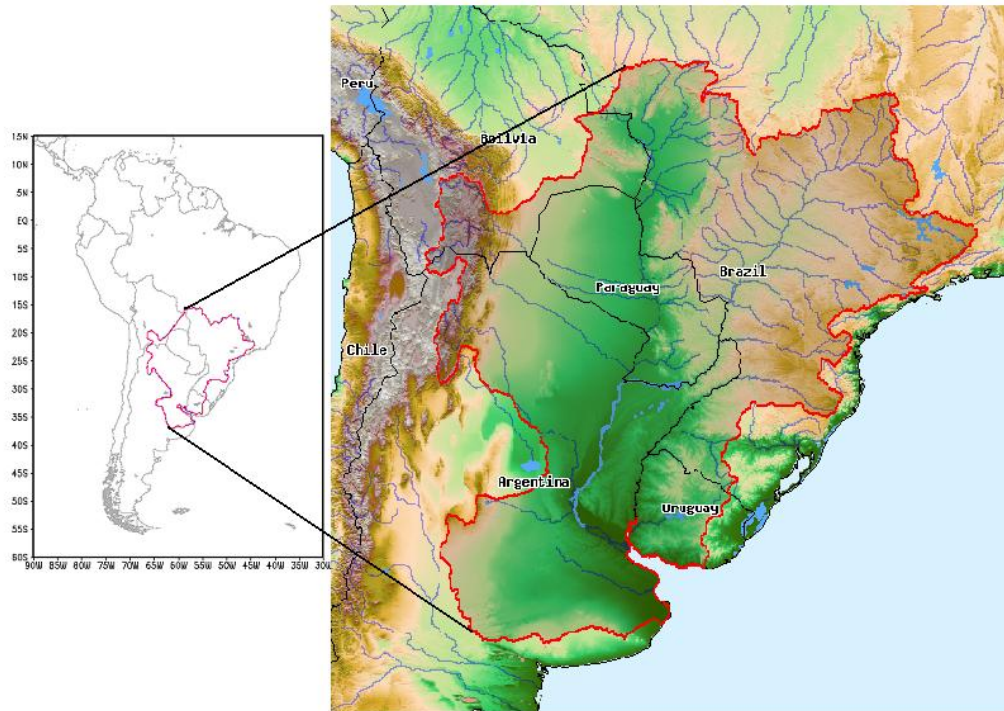 15N
10N
5N
EQ
5S
10S
15S
20S
25S
30S
35S
40S
45S
50S
55S
60S
90W 85W 80W 75W 70W 65W 60W 55W 50W 45W 40W 35W 30W
Peru
Bolivia
Brazil
Paraguay
Chile
Argentina
Uruguay